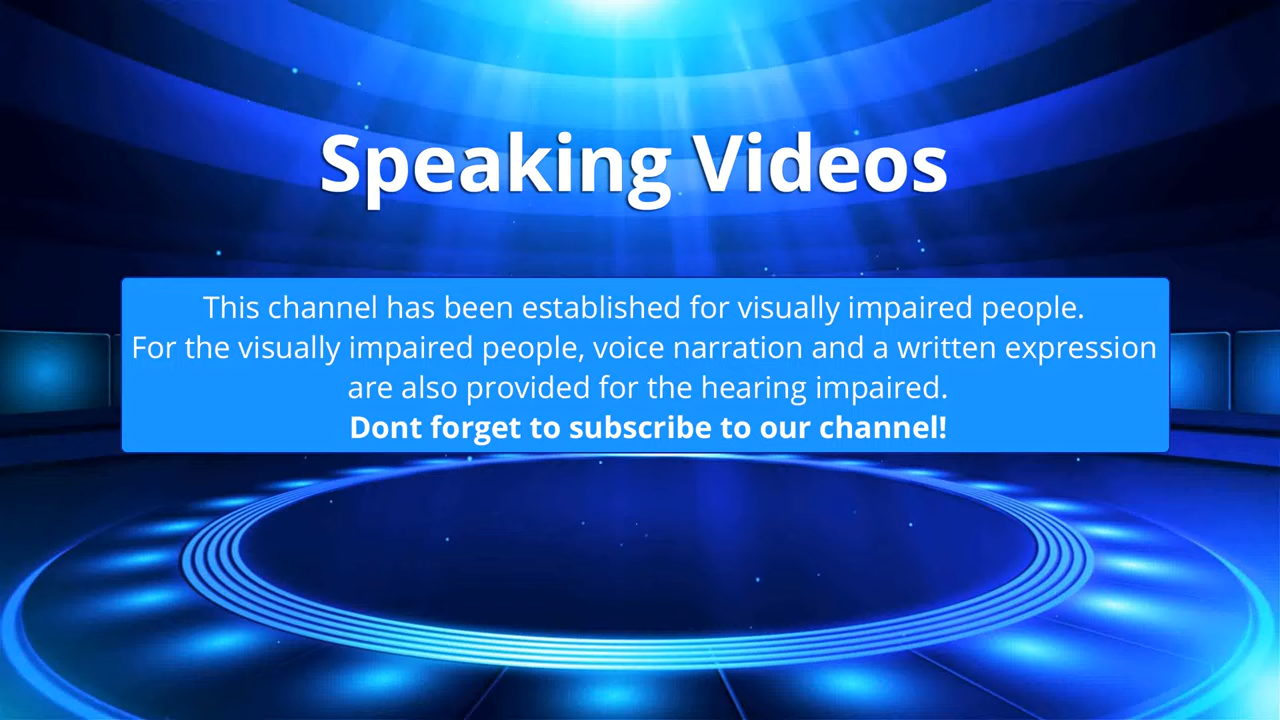 Speaking Videos
This channel has been established for visually impaired people.
For the visually impaired people, voice narration and a written expression
are also provided for the hearing impaired.
Dont forget to subscribe to our channel!